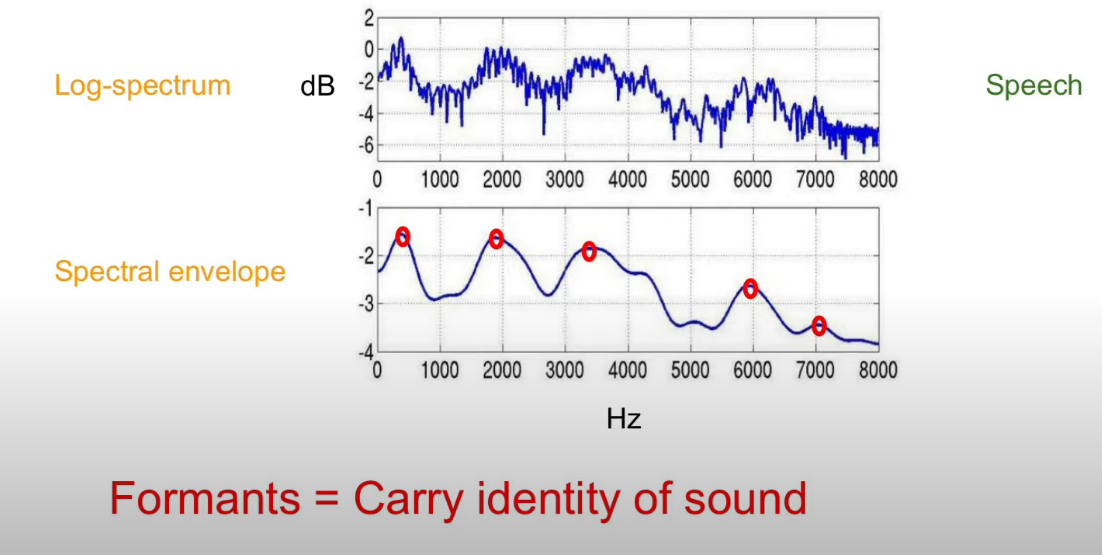 Log-spectrum
dB
2
0
-2
-4
-6
0 1000 2000 3000 4000 5000 6000 7000 8000
Speech
Spectral envelope
-1
-2
-3
-4
0 1000 2000 3000 4000 5000 6000 7000 8000
Hz
Formants = Carry identity of sound